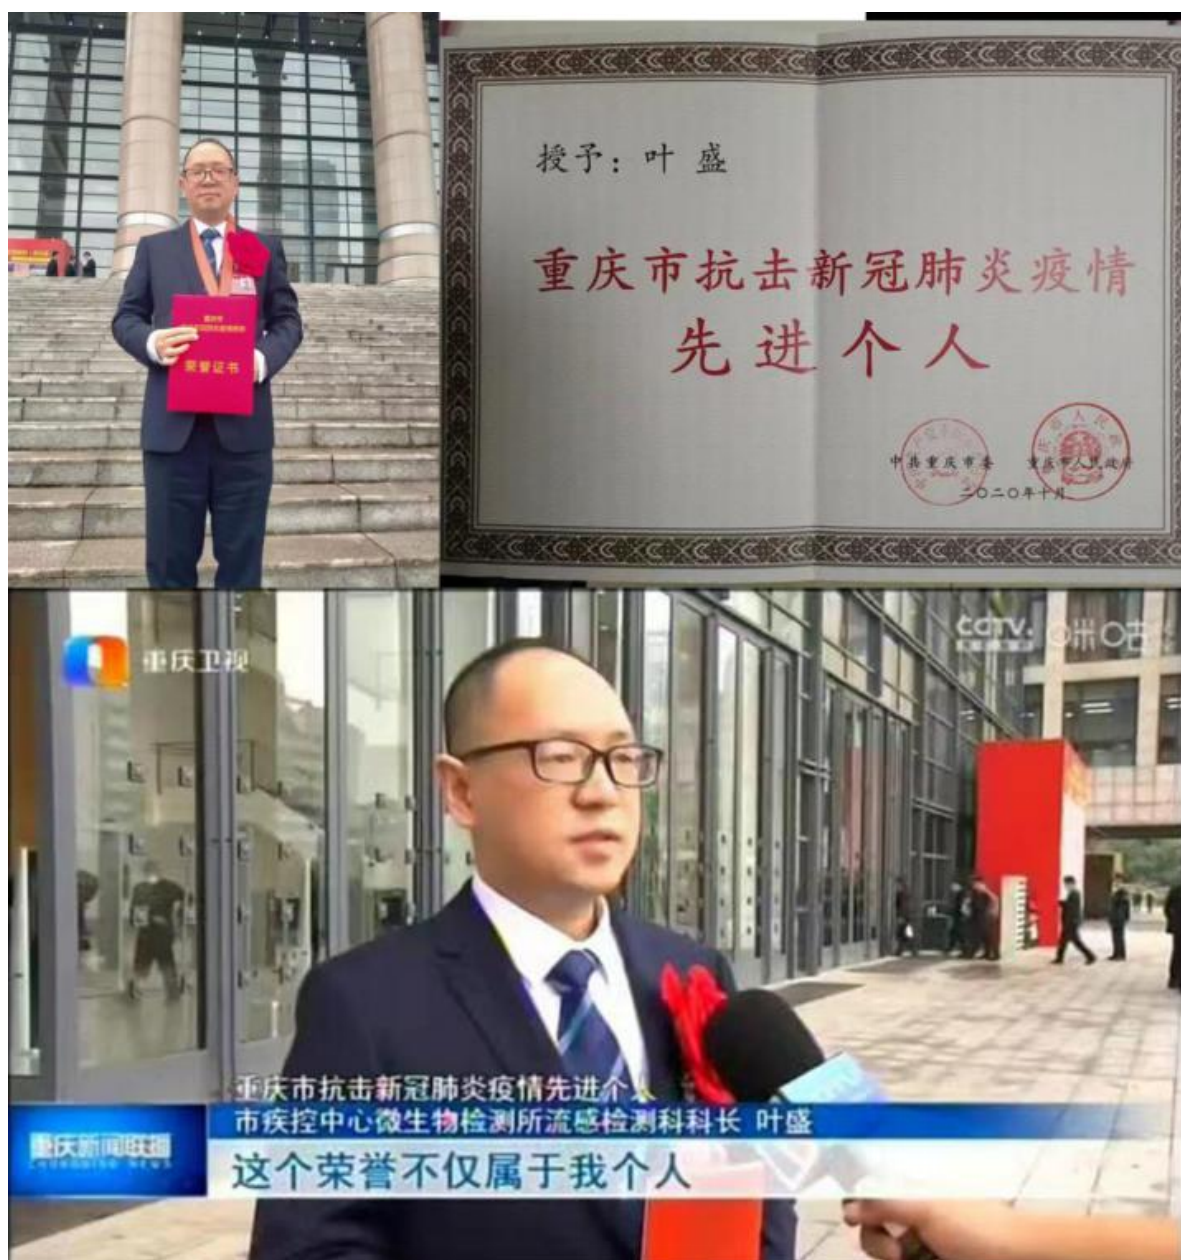 荣誉证书
授予：叶盛
重庆市抗击新冠肺炎疫情
先进个人
中共重庆市委
重庆市人民政府
二〇二〇年十月
重庆卫视
CCTV.
咪咕
重庆市抗击新冠肺炎疫情先进个人
市疾控中心微生物检测所流感检测科科长 叶盛
重庆新闻联播
CHONGQING NEWS
这个荣誉不仅属于我个人